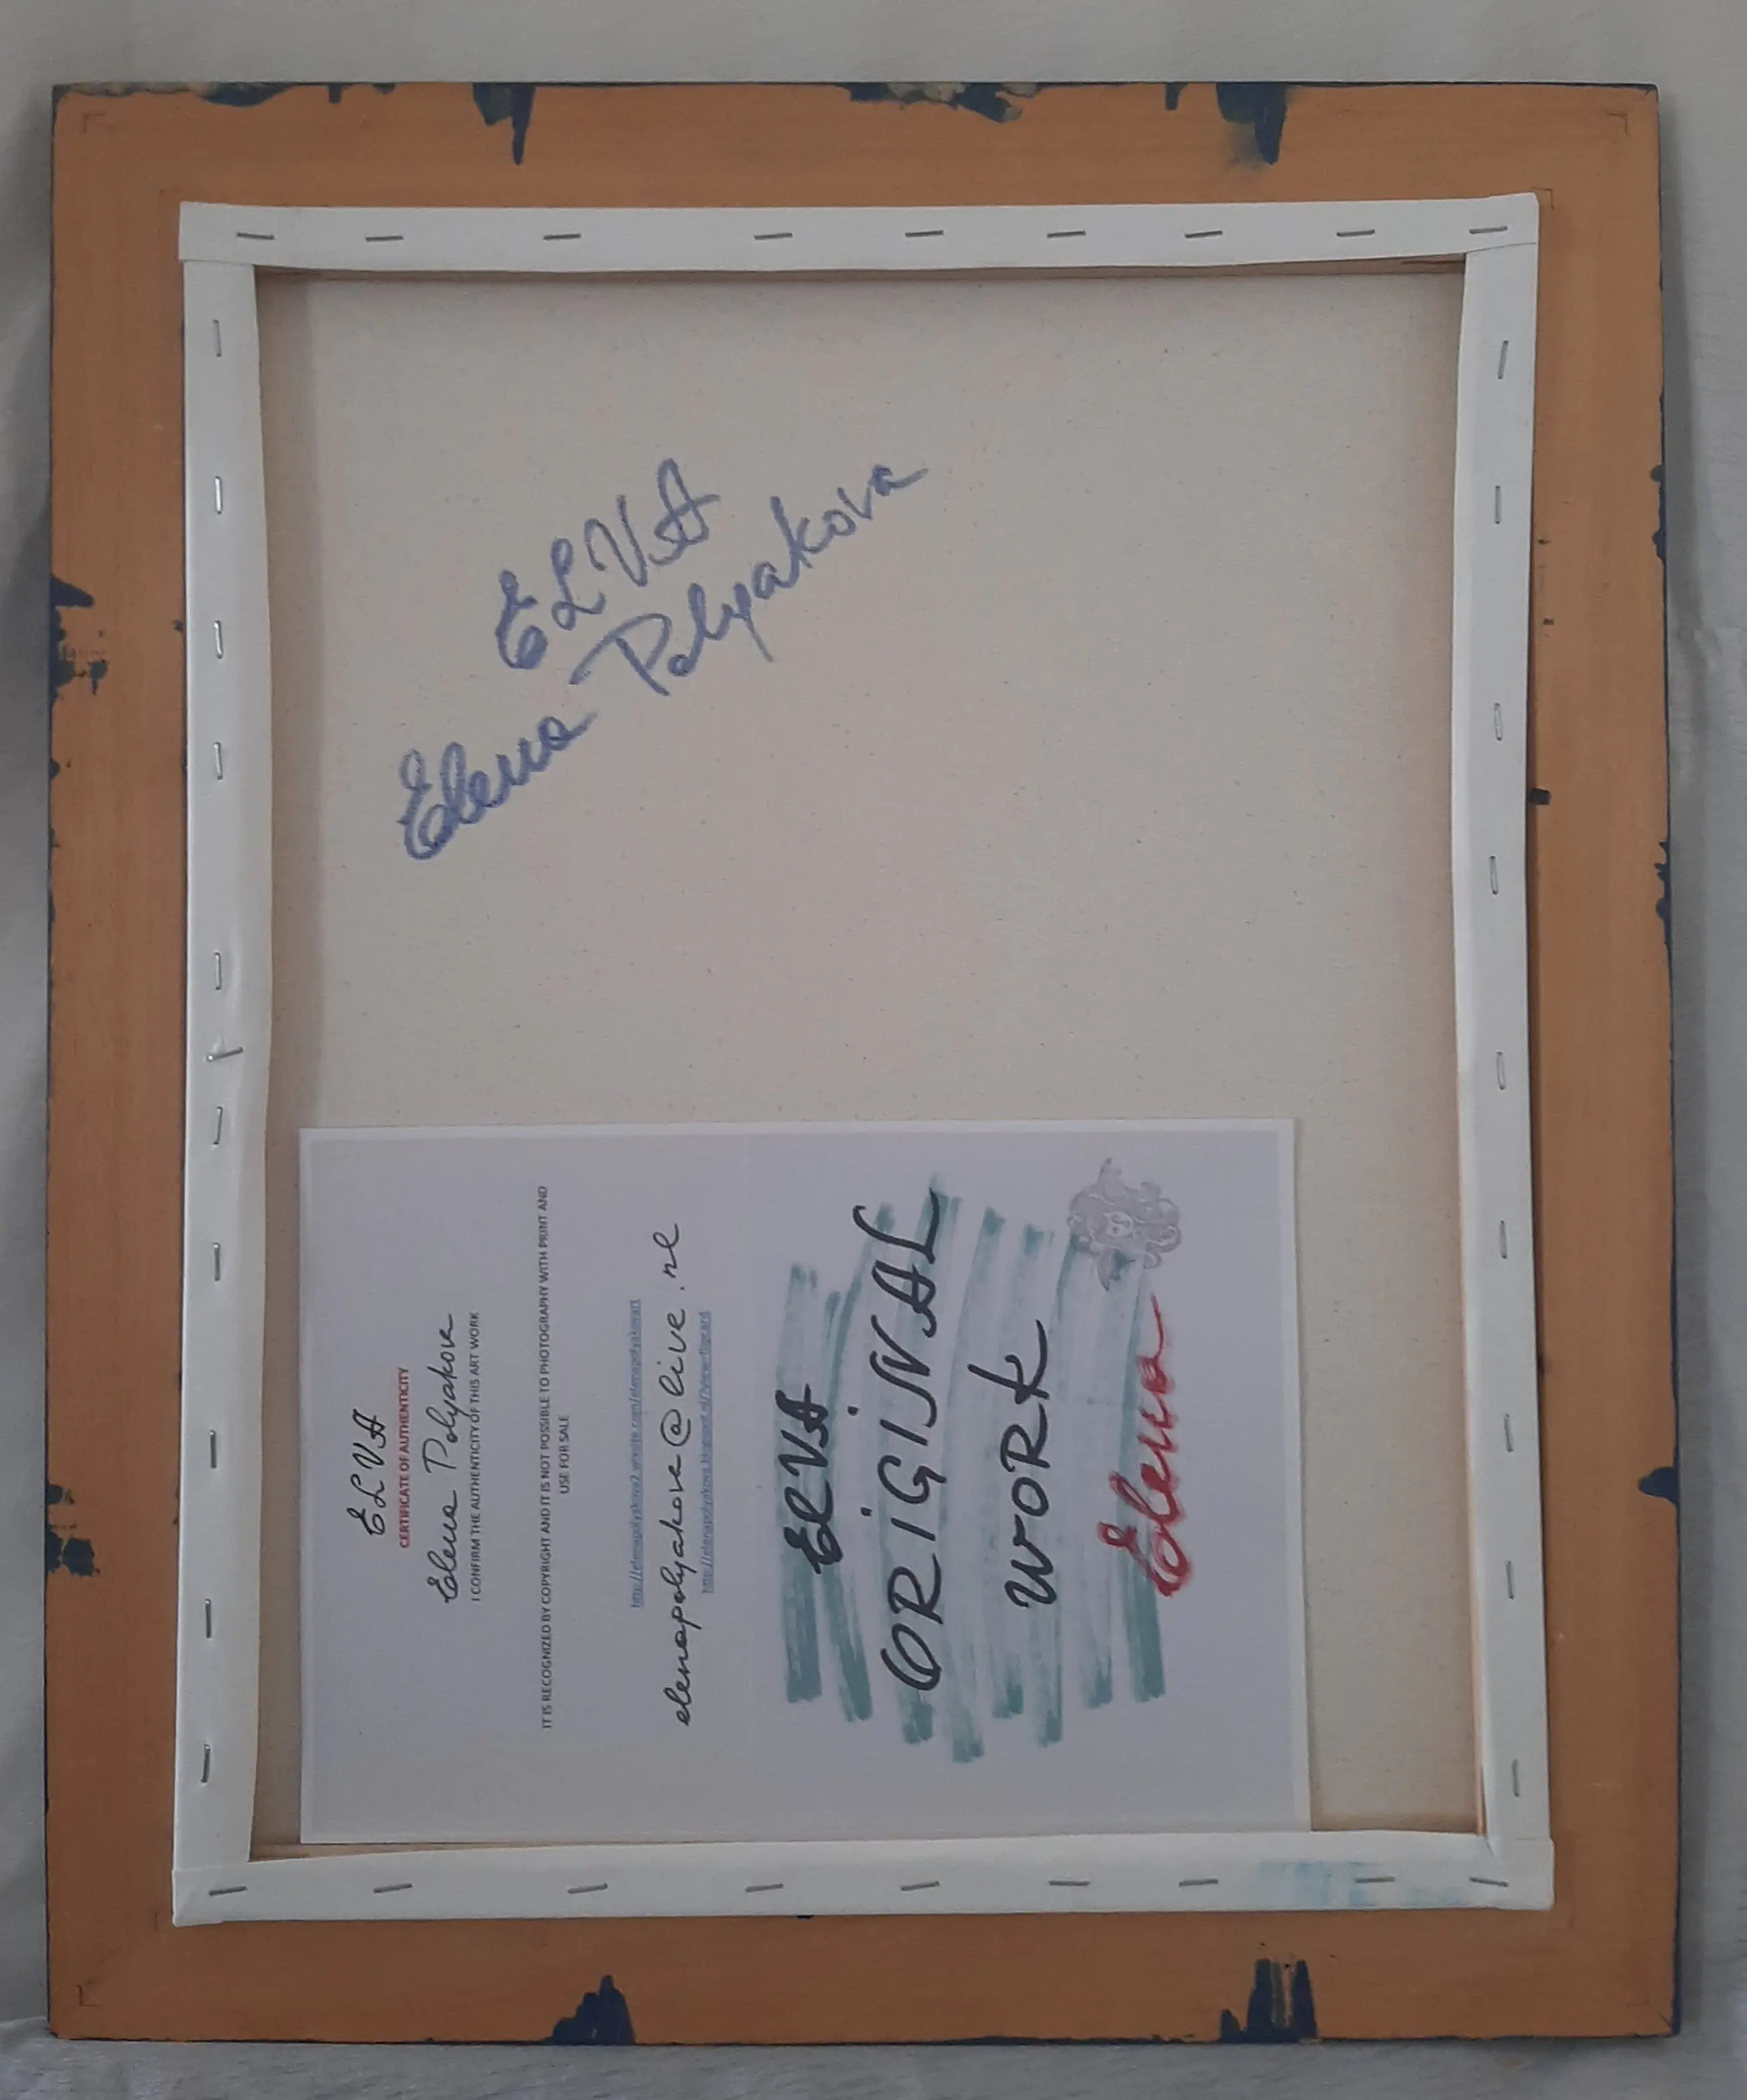 ELVA
Elena Polyakova
ELVA
CERTIFICATE OF AUTHENTICITY
Elena Polyakova
I CONFIRM THE AUTHENTICITY OF THIS ART WORK
IT IS RECOGNIZED BY COPYRIGHT AND IT IS NOT POSSIBLE TO PHOTOGRAPHY WITH PRINT AND
USE FOR SALE
elenapolyakova@live.nl
ELVA
ORIGINAL
WORK
Elena